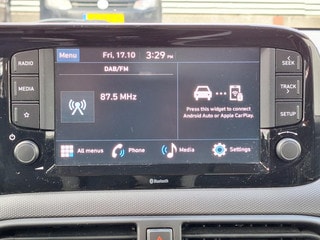 Menu Fri, 17.10 3:29 PM
RADIO
SEEK
DAB/FM
MEDIA
TRACK
87.5 MHz
Press this widget to connect
Android Auto or Apple CarPlay.
SETUP
All menus Phone Media Settings
Bluetooth